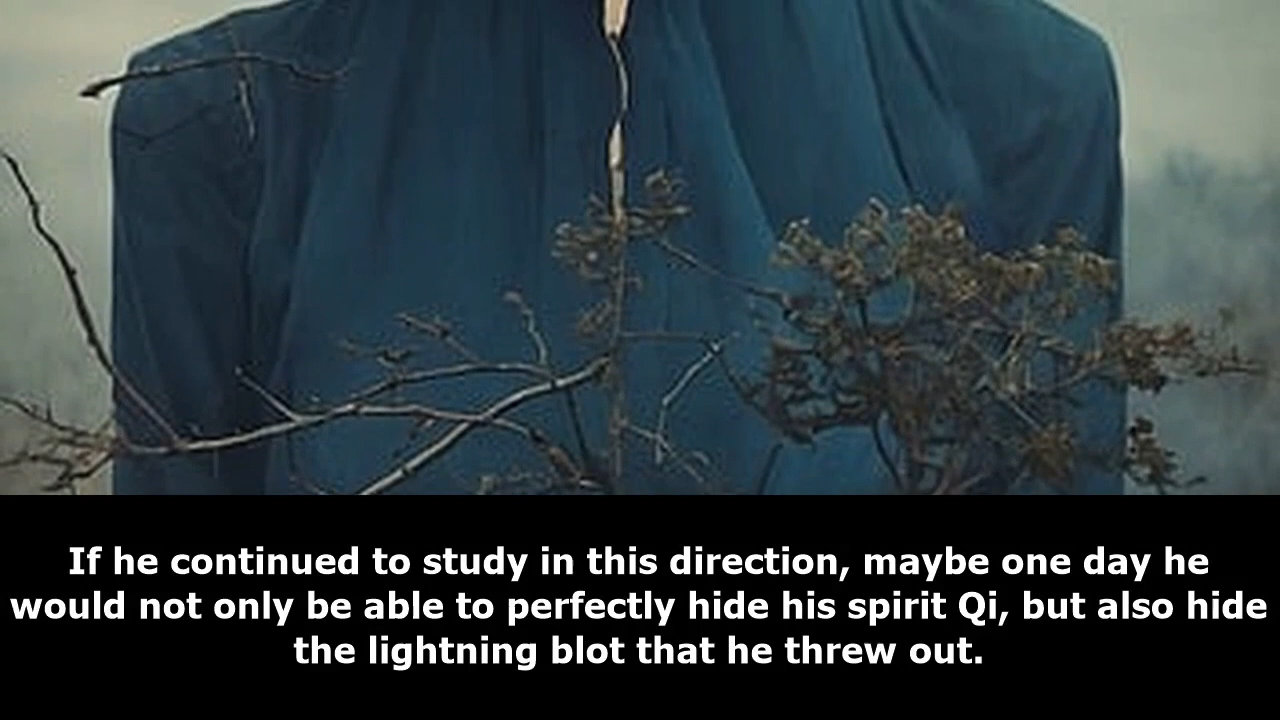 If he continued to study in this direction, maybe one day he
would not only be able to perfectly hide his spirit Qi, but also hide
the lightning blot that he threw out.